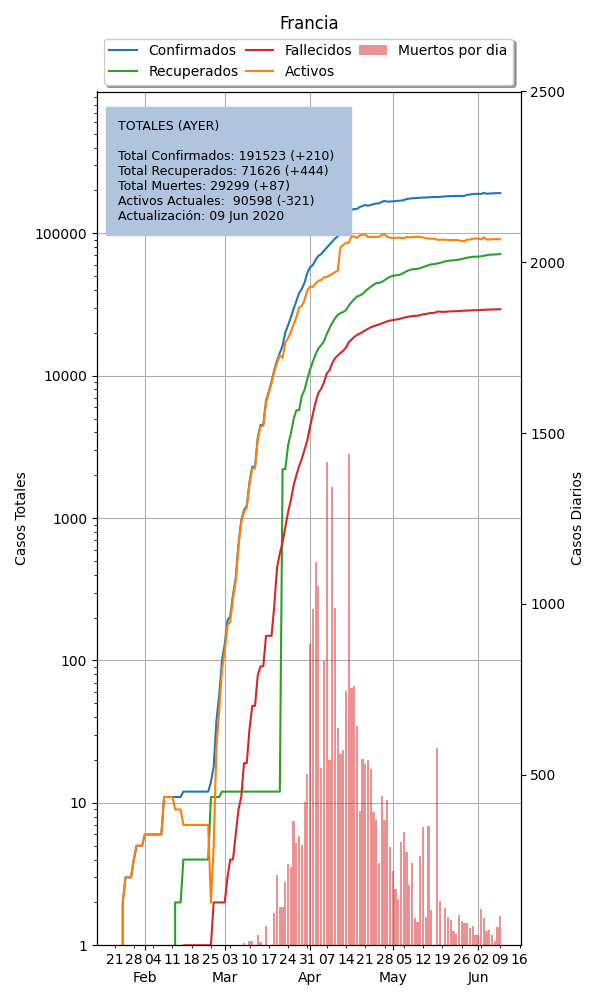 Francia
Confirmados
Recuperados
Fallecidos
Activos
Muertos por dia
TOTALES (AYER)
Total Confirmados: 191523 (+210)
Total Recuperados: 71626 (+444)
Total Muertes: 29299 (+87)
Activos Actuales: 90598 (-321)
Actualización: 09 Jun 2020
Casos Totales
100000
10000
1000
100
10
1
Casos Diarios
2500
2000
1500
1000
500
21 28 04 11 18 25 03 10 17 24 31 07 14 21 28 05 12 19 26 02 09 16
Feb Mar Apr May Jun